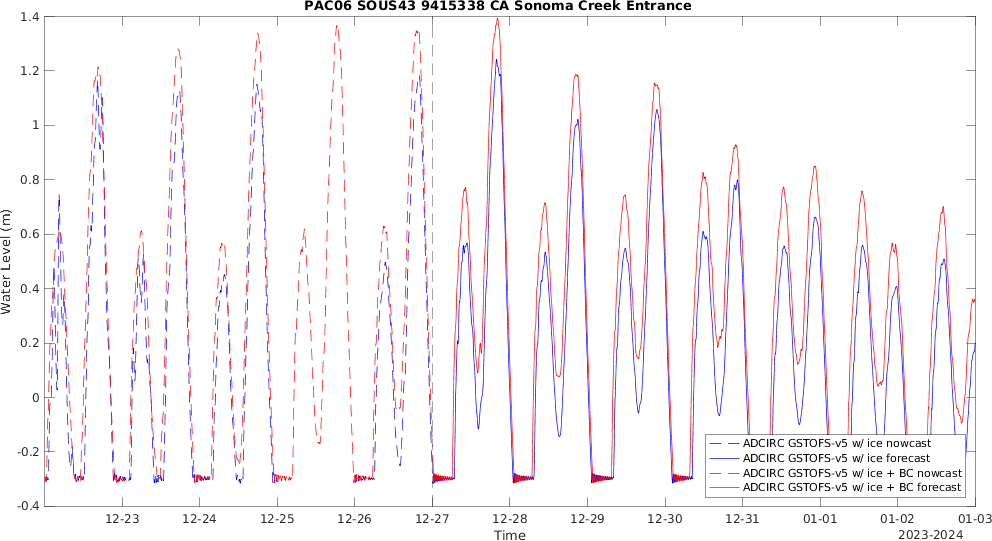 PAC06 SOUS43 9415338 CA Sonoma Creek Entrance
Water Level (m)
1.4
1.2
1
0.8
0.6
0.4
0.2
0
-0.2
-0.4
ADCIRC GSTOFS-v5 w/ ice nowcast
ADCIRC GSTOFS-v5 w/ ice forecast
ADCIRC GSTOFS-v5 w/ ice + BC nowcast
ADCIRC GSTOFS-v5 w/ ice + BC forecast
12-23 12-24 12-25 12-26 12-27 12-28 12-29 12-30 12-31 01-01 01-02 01-03
Time
2023-2024